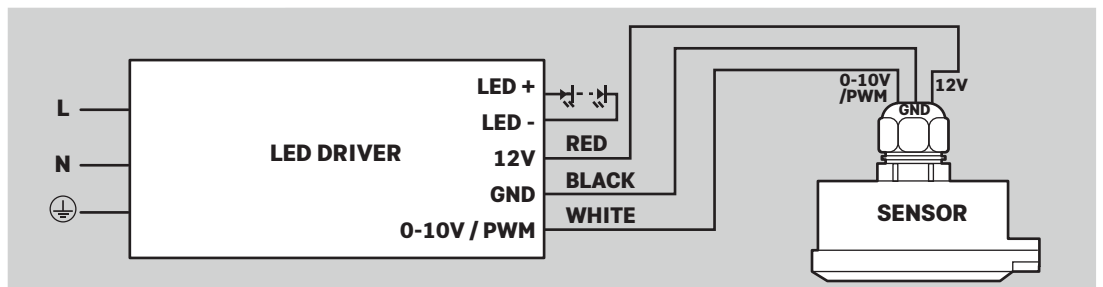 L
N
LED DRIVER
LED +
LED -
12V
GND
0-10V / PWM
RED
BLACK
WHITE
0-10V
/PWM
GND
12V
SENSOR